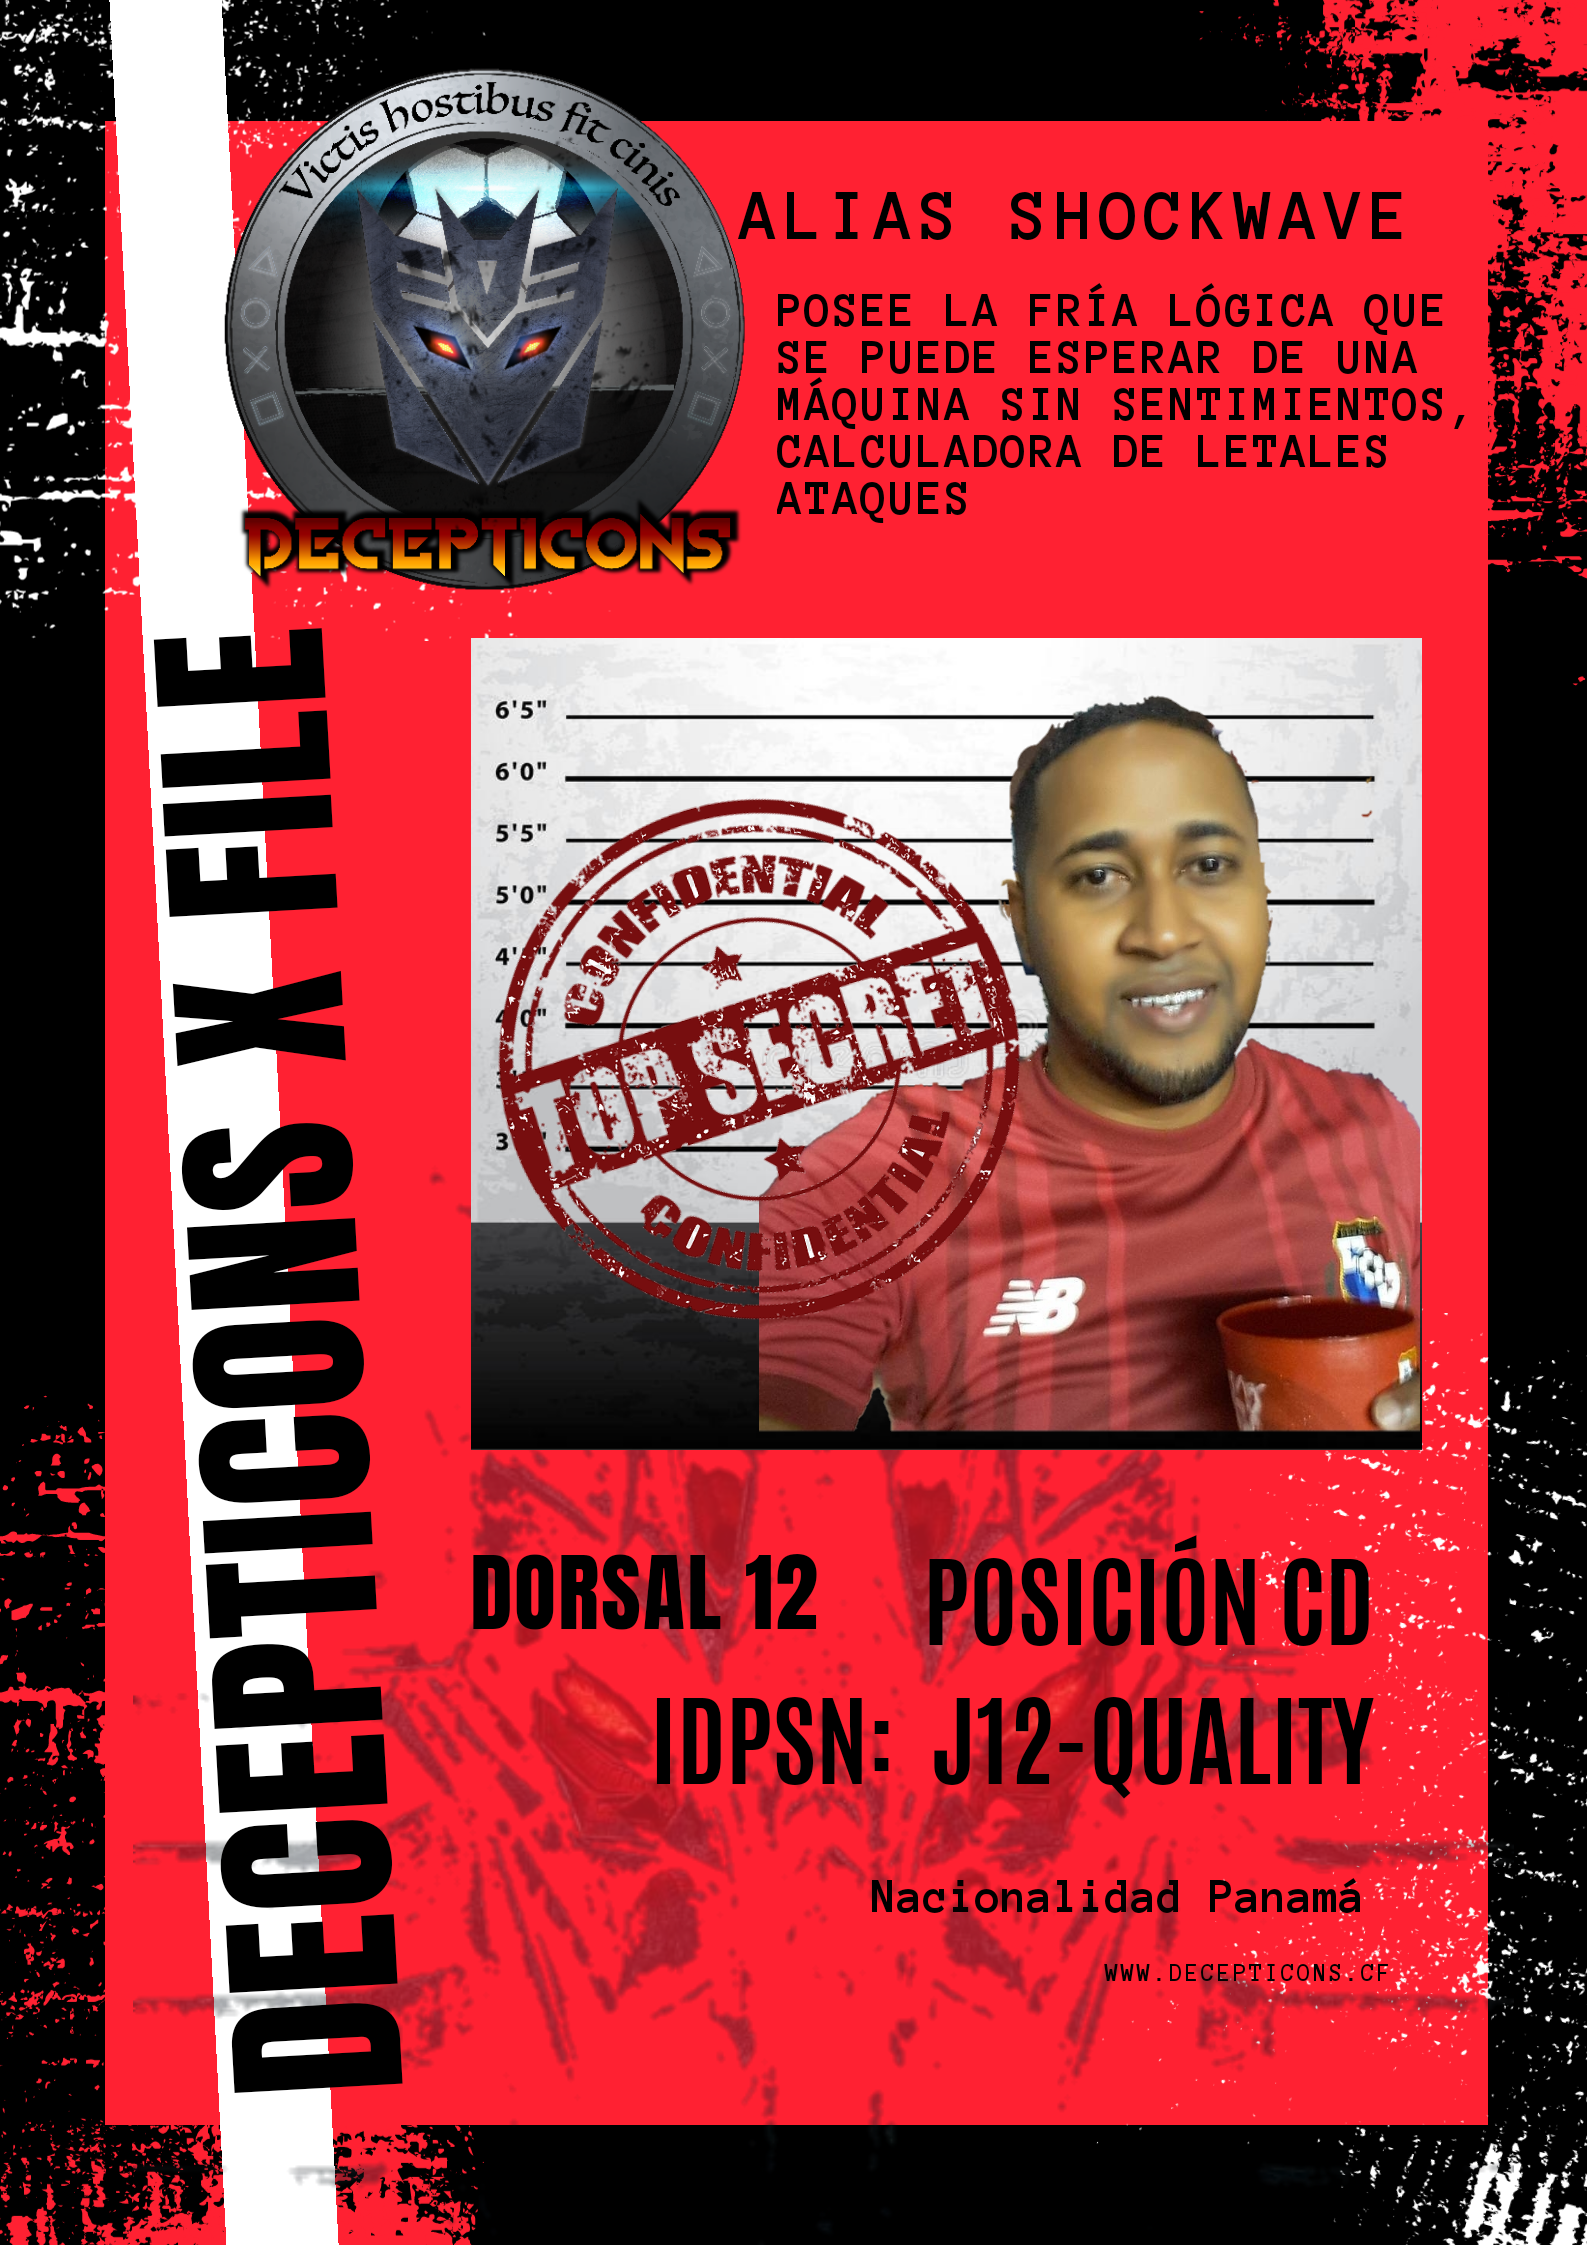 Victis hostibus fit cinis
DECEPTICONS
ALIAS SHOCKWAVE
POSEE LA FRÍA LÓGICA QUE
SE PUEDE ESPERAR DE UNA
MÁQUINA SIN SENTIMIENTOS,
CALCULADORA DE LETALES
ATAQUES
DECEPTICONS X FILE
6'5"
6'0"
5'5"
5'0"
CONFIDENTIAL
TOP SECRET
CONFIDENTIAL
NB
DORSAL 12
POSICIÓN CD
IDPSN: J12-QUALITY
Nacionalidad Panamá
WWW.DECEPTICONS.CF